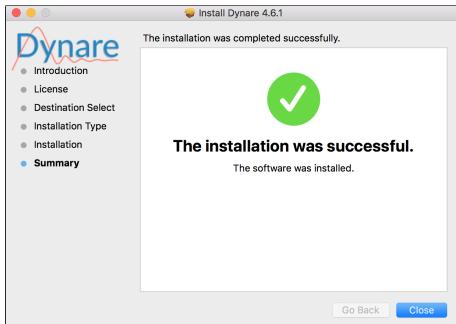 Install Dynare 4.6.1
Dynare
The installation was completed successfully.
Introduction
License
Destination Select
Installation Type
Installation
Summary
The installation was successful.
The software was installed.
Go Back
Close